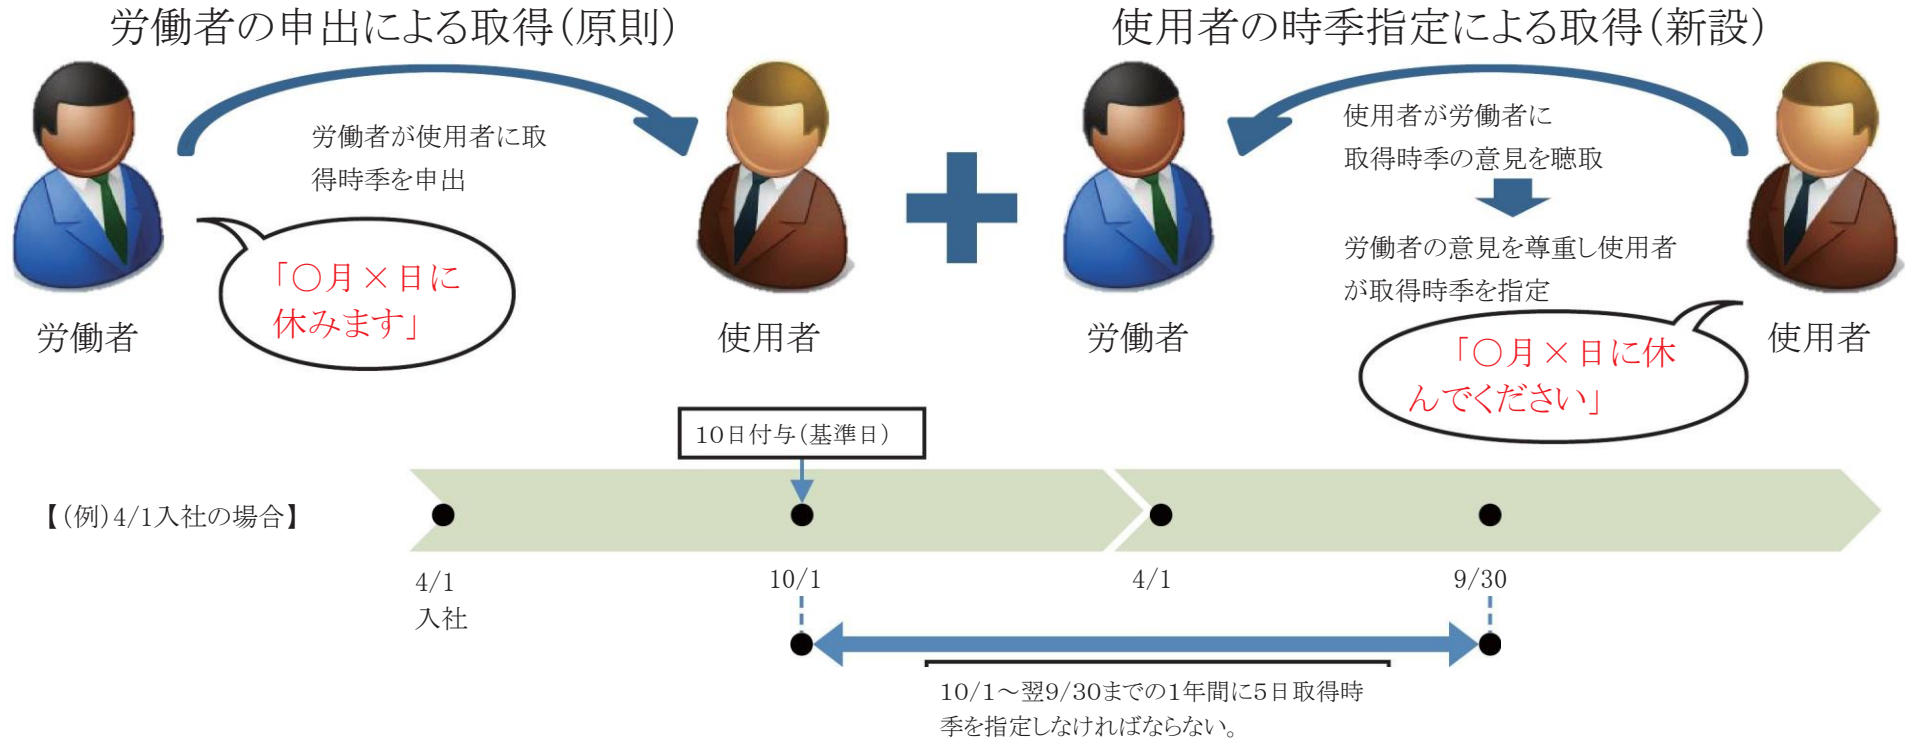 労働者の申出による取得(原則)
使用者の時季指定による取得(新設)
労働者が使用者に取
得時季を申出
「○月×日に
休みます」
労働者
使用者
使用者が労働者に
取得時季の意見を聴取
労働者の意見を尊重し使用者
が取得時季を指定
「○月×日に休
んでください」
労働者
使用者
10日付与(基準日)
【(例)4/1入社の場合】
4/1
入社
10/1
4/1
9/30
10/1~翌9/30までの1年間に5日取得時
季を指定しなければならない。